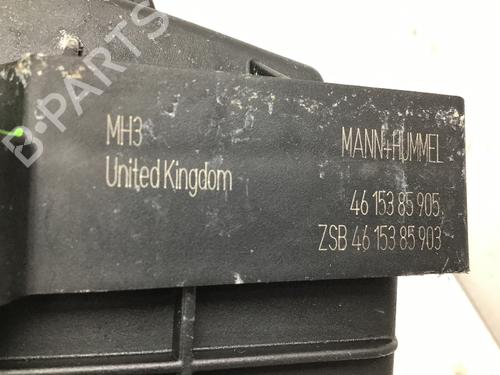 B-PARTS
MH3
United Kingdom
MANN+HUMMEL
46 153 85 905
ZSB 46 153 85 903